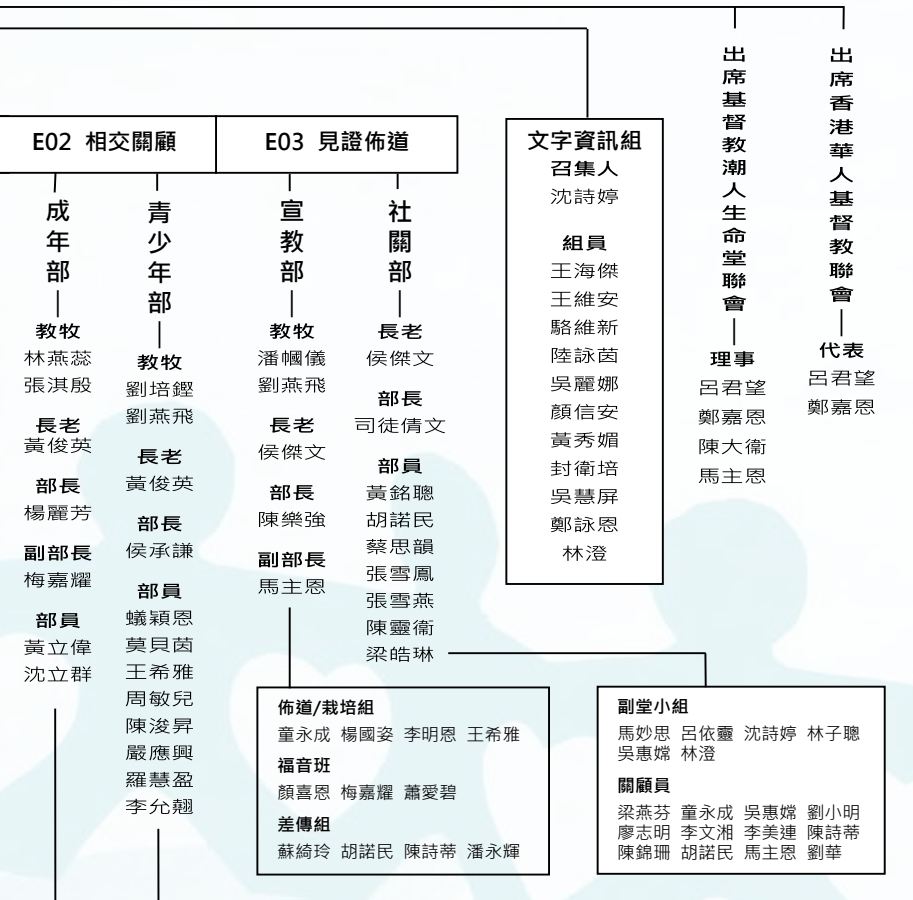 E02 相交關顧
成年部
教牧
林燕蕊
張淇殷
長老
黃俊英
部長
楊麗芳
副部長
梅嘉耀
部員
黃立偉
沈立群
青少年部
教牧
劉培鏗
劉燕飛
長老
黃俊英
部長
侯承謙
部員
蟻穎恩
莫貝茵
王希雅
周敏兒
陳浚昇
嚴應興
羅慧盈
李允翹
E03 見證佈道
宣教部
教牧
潘幗儀
劉燕飛
長老
侯傑文
部長
陳樂強
副部長
馬主恩
佈道/栽培組
童永成 楊國姿 李明恩 王希雅
福音班
顏喜恩 梅嘉耀 蕭愛碧
差傳組
蘇綺玲 胡諾民 陳詩蒂 潘永輝
社關部
長老
侯傑文
部長
司徒倩文
部員
黃銘聰
胡諾民
蔡思韻
張雪鳳
張雪燕
陳靈衞
梁皓琳
副堂小組
馬妙思 呂依靈 沈詩婷 林子聰
吳惠嫦 林澄
關顧員
梁燕芬 童永成 吳惠嫦 劉小明
廖志明 李文湘 李美連 陳詩蒂
陳錦珊 胡諾民 馬主恩 劉華
文字資訊組
召集人
沈詩婷
組員
王海傑
王維安
駱維新
陸詠茵
吳麗娜
顏信安
黃秀媚
封衞培
吳慧屏
鄭詠恩
林澄
出席基督教潮人生命堂聯會
理事
呂君望
鄭嘉恩
陳大衞
馬主恩
出席香港華人基督教聯會
代表
呂君望
鄭嘉恩